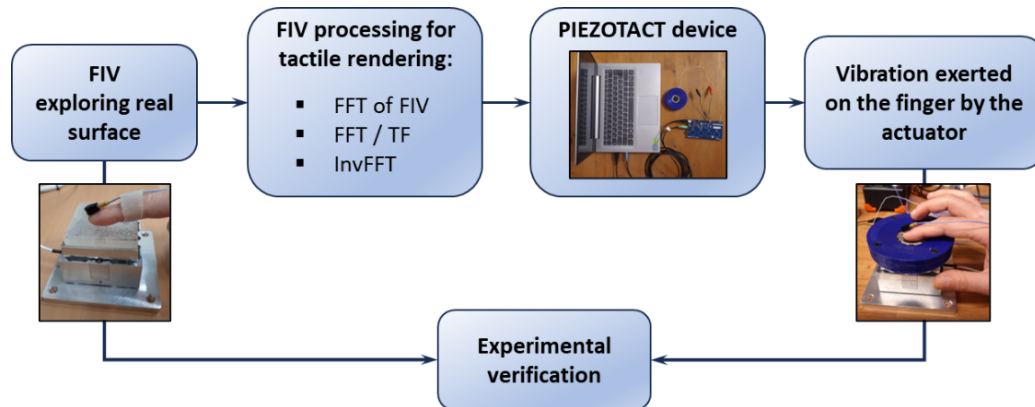 FIV
exploring real
surface
FIV processing for
tactile rendering:
▪ FFT of FIV
▪ FFT / TF
▪ InvFFT
PIEZOTACT device
Vibration exerted
on the finger by the
actuator
Experimental
verification